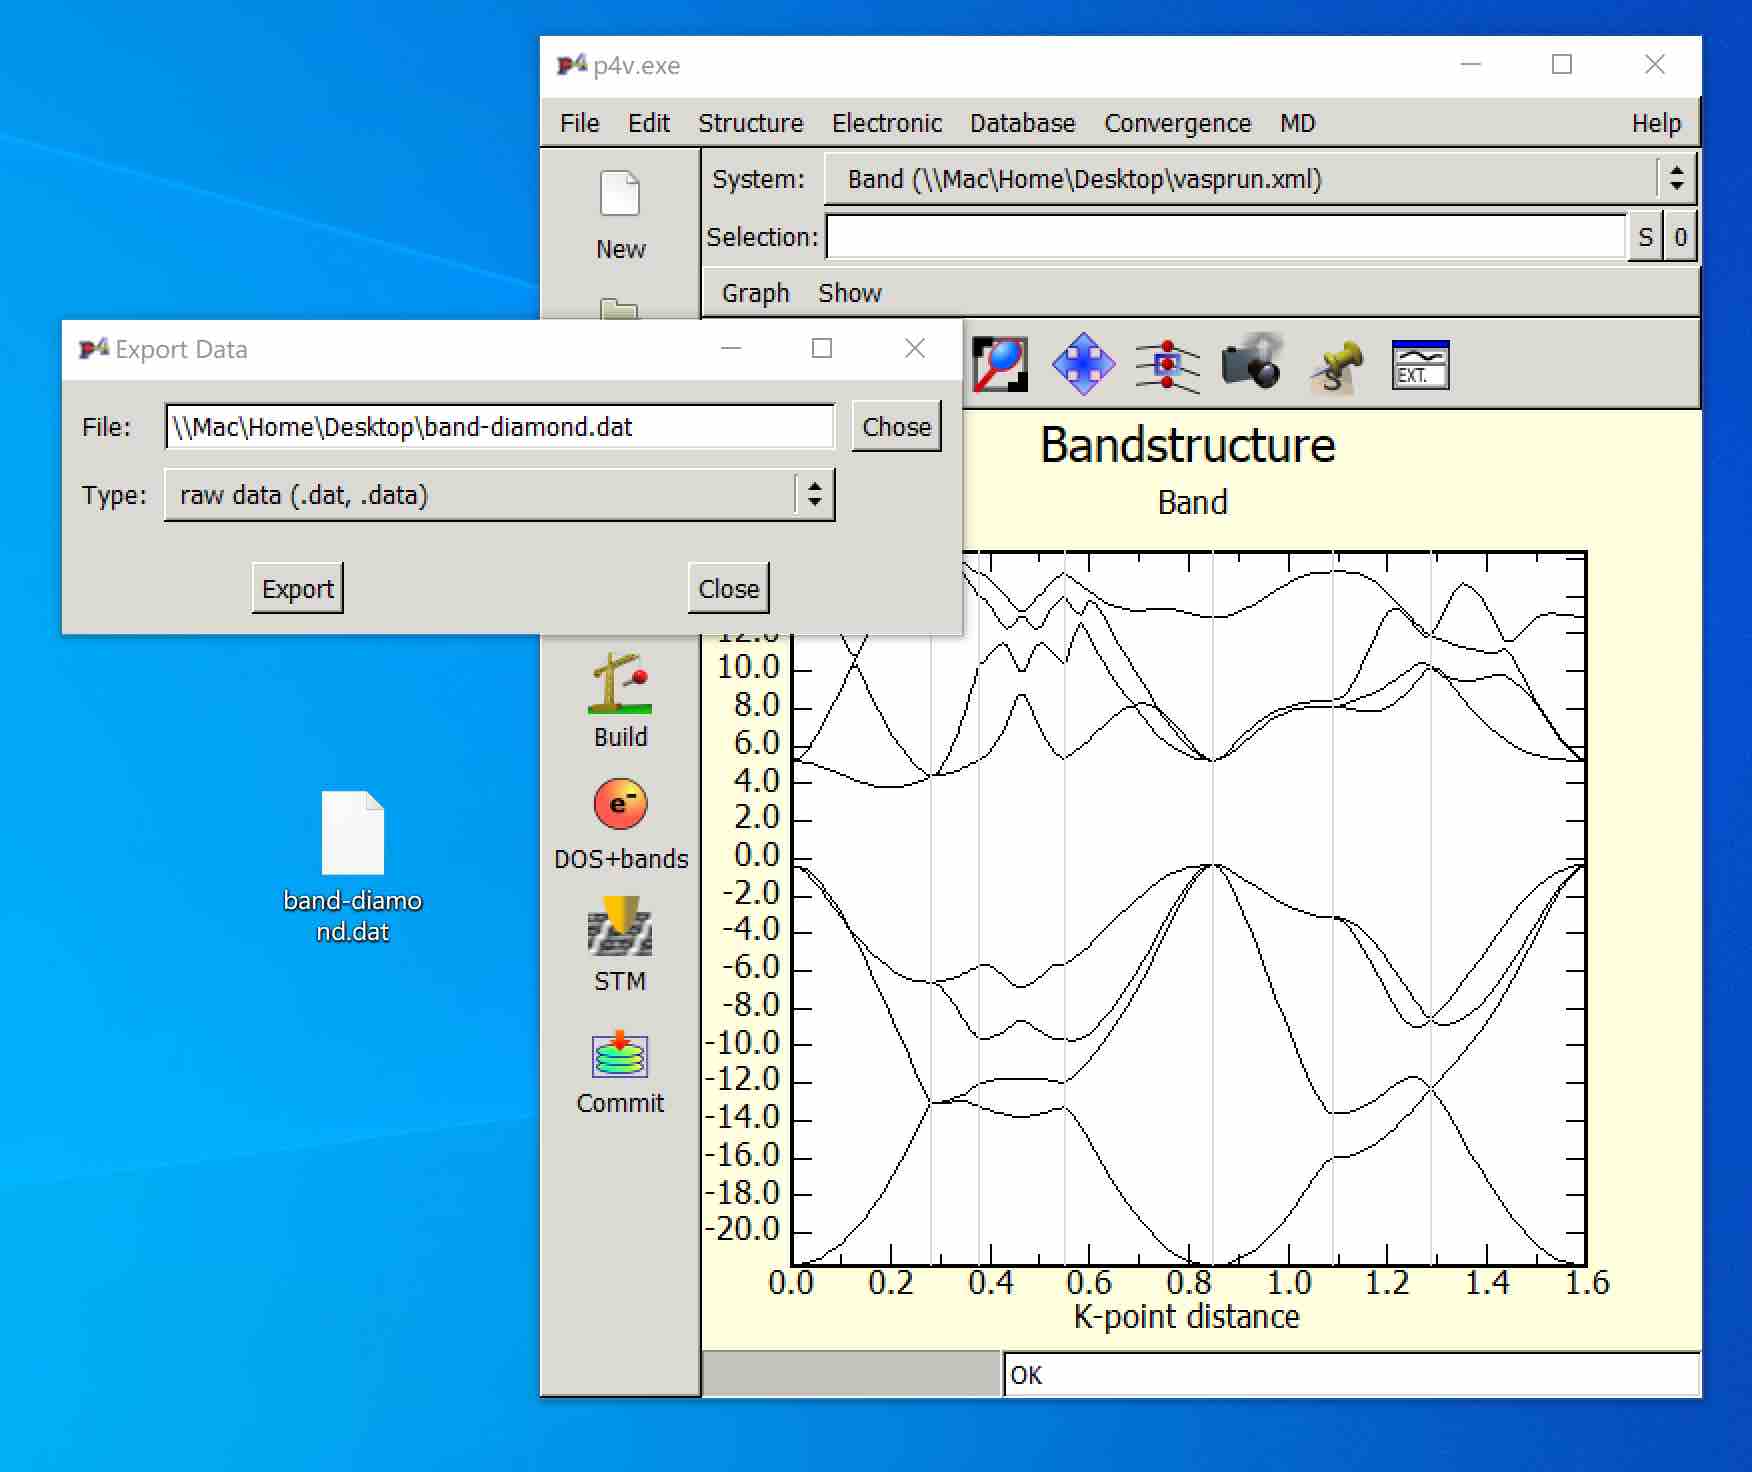 p4v.exe
File Edit Structure Electronic Database Convergence MD Help
System: Band (\\Mac\Home\Desktop\vasprun.xml)
Selection: S 0
New
Graph Show
EXT.
Export Data
File: \\Mac\Home\Desktop\band-diamond.dat Chose
Type: raw data (.dat, .data)
Export Close
Bandstructure
Band
12.0
10.0
8.0
6.0
4.0
2.0
0.0
-2.0
-4.0
-6.0
-8.0
-10.0
-12.0
-14.0
-16.0
-18.0
-20.0
0.0 0.2 0.4 0.6 0.8 1.0 1.2 1.4 1.6
K-point distance
Build
e-
DOS+bands
STM
Commit
band-diamo
nd.dat
OK